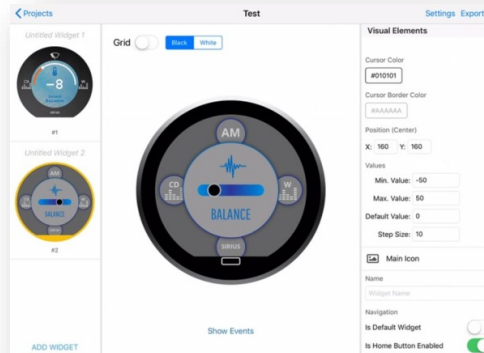 Projects
Test
Settings Export
Untitled Widget 1
CD
-8
BALANCE
#1
Untitled Widget 2
AM
CD
W
BALANCE
#2
ADD WIDGET
Grid
Black White
AM
CD
W
BALANCE
SIRIUS
Show Events
Visual Elements
Cursor Color
#010101
Cursor Border Color
#AAAAAA
Position (Center)
X: 160 Y: 160
Values
Min. Value: -50
Max. Value: 50
Default Value: 0
Step Size: 10
Main Icon
Name
Widget Name
Navigation
Is Default Widget
Is Home Button Enabled